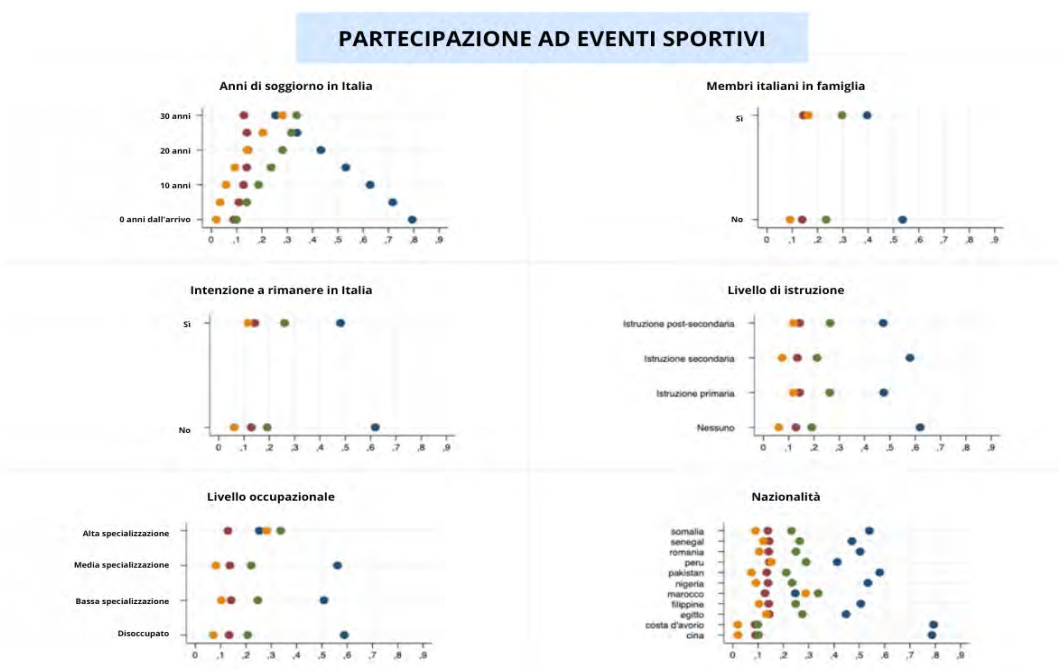 PARTECIPAZIONE AD EVENTI SPORTIVI
Anni di soggiorno in Italia
30 anni
20 anni
10 anni
0 anni dall'arrivo
0 ,1 ,2 ,3 ,4 ,5 ,6 ,7 ,8 ,9
Membri italiani in famiglia
Sì
No
0 ,1 ,2 ,3 ,4 ,5 ,6 ,7 ,8 ,9
Intenzione a rimanere in Italia
Sì
No
0 ,1 ,2 ,3 ,4 ,5 ,6 ,7 ,8 ,9
Livello di istruzione
Istruzione post-secondaria
Istruzione secondaria
Istruzione primaria
Nessuno
0 ,1 ,2 ,3 ,4 ,5 ,6 ,7 ,8 ,9
Livello occupazionale
Alta specializzazione
Media specializzazione
Bassa specializzazione
Disoccupato
0 ,1 ,2 ,3 ,4 ,5 ,6 ,7 ,8 ,9
Nazionalità
somalia
senegal
romania
peru
pakistan
nigeria
marocco
filippine
egitto
costa d'avorio
cina
0 ,1 ,2 ,3 ,4 ,5 ,6 ,7 ,8 ,9